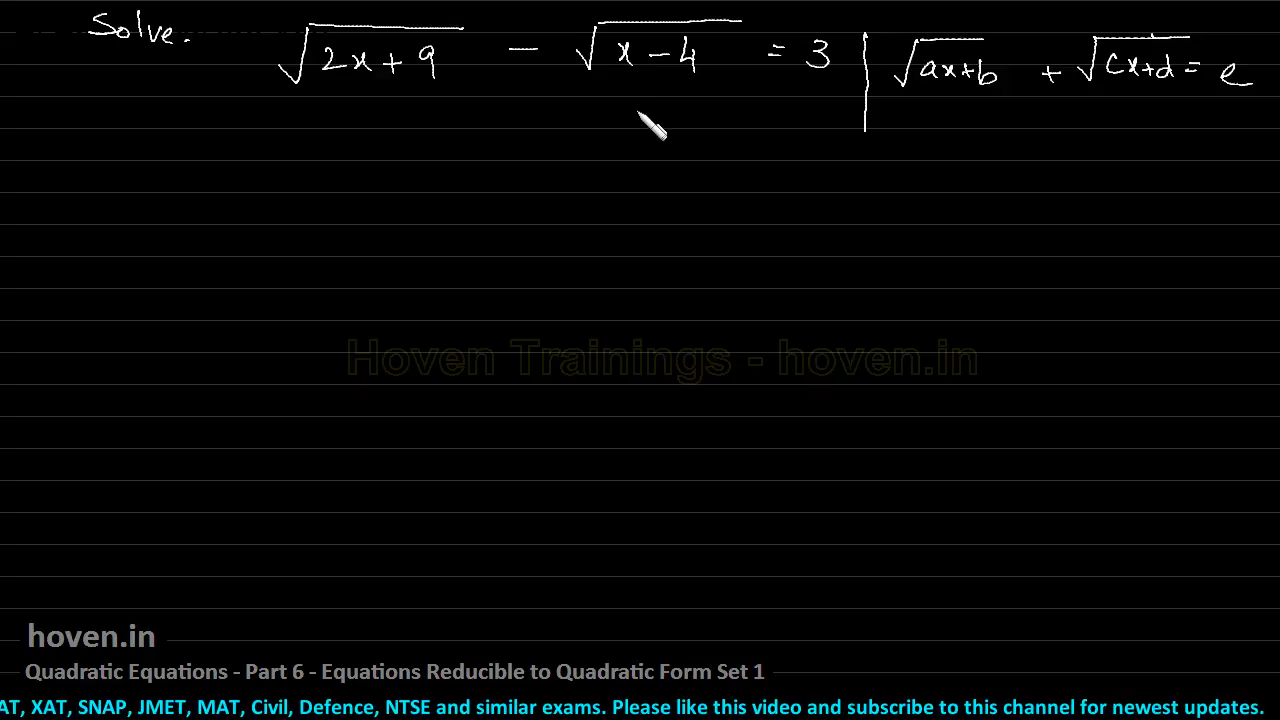 Solve. √(2x+9) − √(x−4) = 3 | √(ax+b) + √(cx+d) = e
Hoven Trainings - hoven.in
hoven.in
Quadratic Equations - Part 6 - Equations Reducible to Quadratic Form Set 1
AT, XAT, SNAP, JMET, MAT, Civil, Defence, NTSE and similar exams. Please like this video and subscribe to this channel for newest updates.